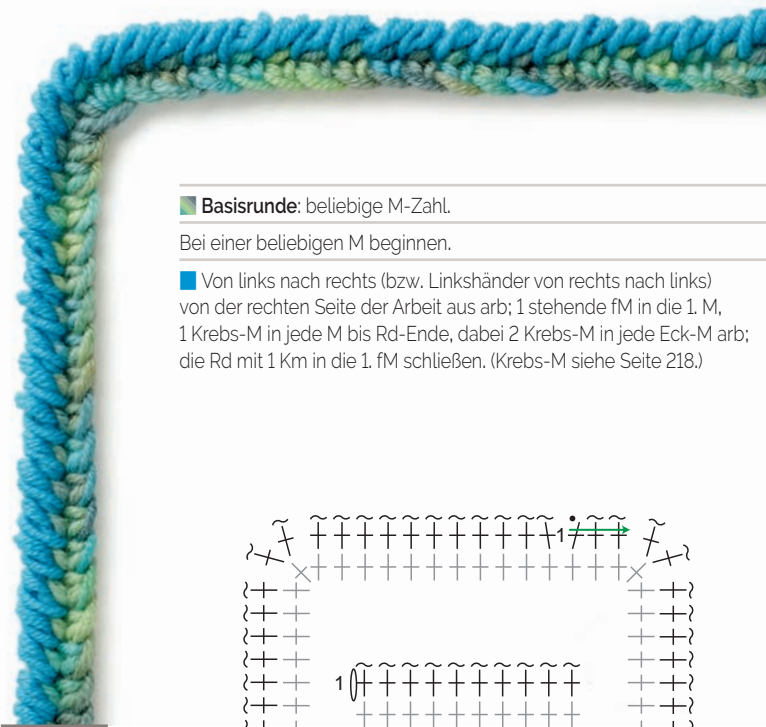 Basisrunde: beliebige M-Zahl.
Bei einer beliebigen M beginnen.
Von links nach rechts (bzw. Linkshänder von rechts nach links)
von der rechten Seite der Arbeit aus arb; 1 stehende fM in die 1. M,
1 Krebs-M in jede M bis Rd-Ende, dabei 2 Krebs-M in jede Eck-M arb;
die Rd mit 1 Km in die 1. fM schließen. (Krebs-M siehe Seite 218.)
1
1